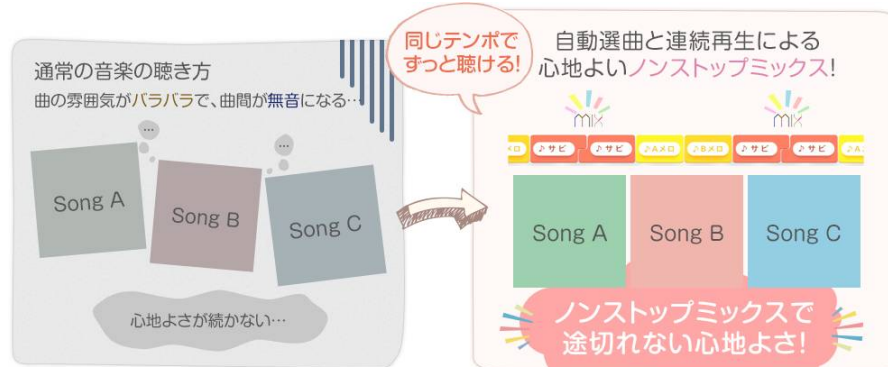 通常の音楽の聴き方
曲の雰囲気がバラバラで、曲間が無音になる…
…
…
Song A
Song B
Song C
心地よさが続かない…
同じテンポで
ずっと聴ける!
自動選曲と連続再生による
心地よいノンストップミックス!
MIX
MIX
メロ ♪サビ ♪サビ ♪Aメロ ♪Bメロ ♪サビ ♪サビ ♪A
Song A
Song B
Song C
ノンストップミックスで
途切れない心地よさ!